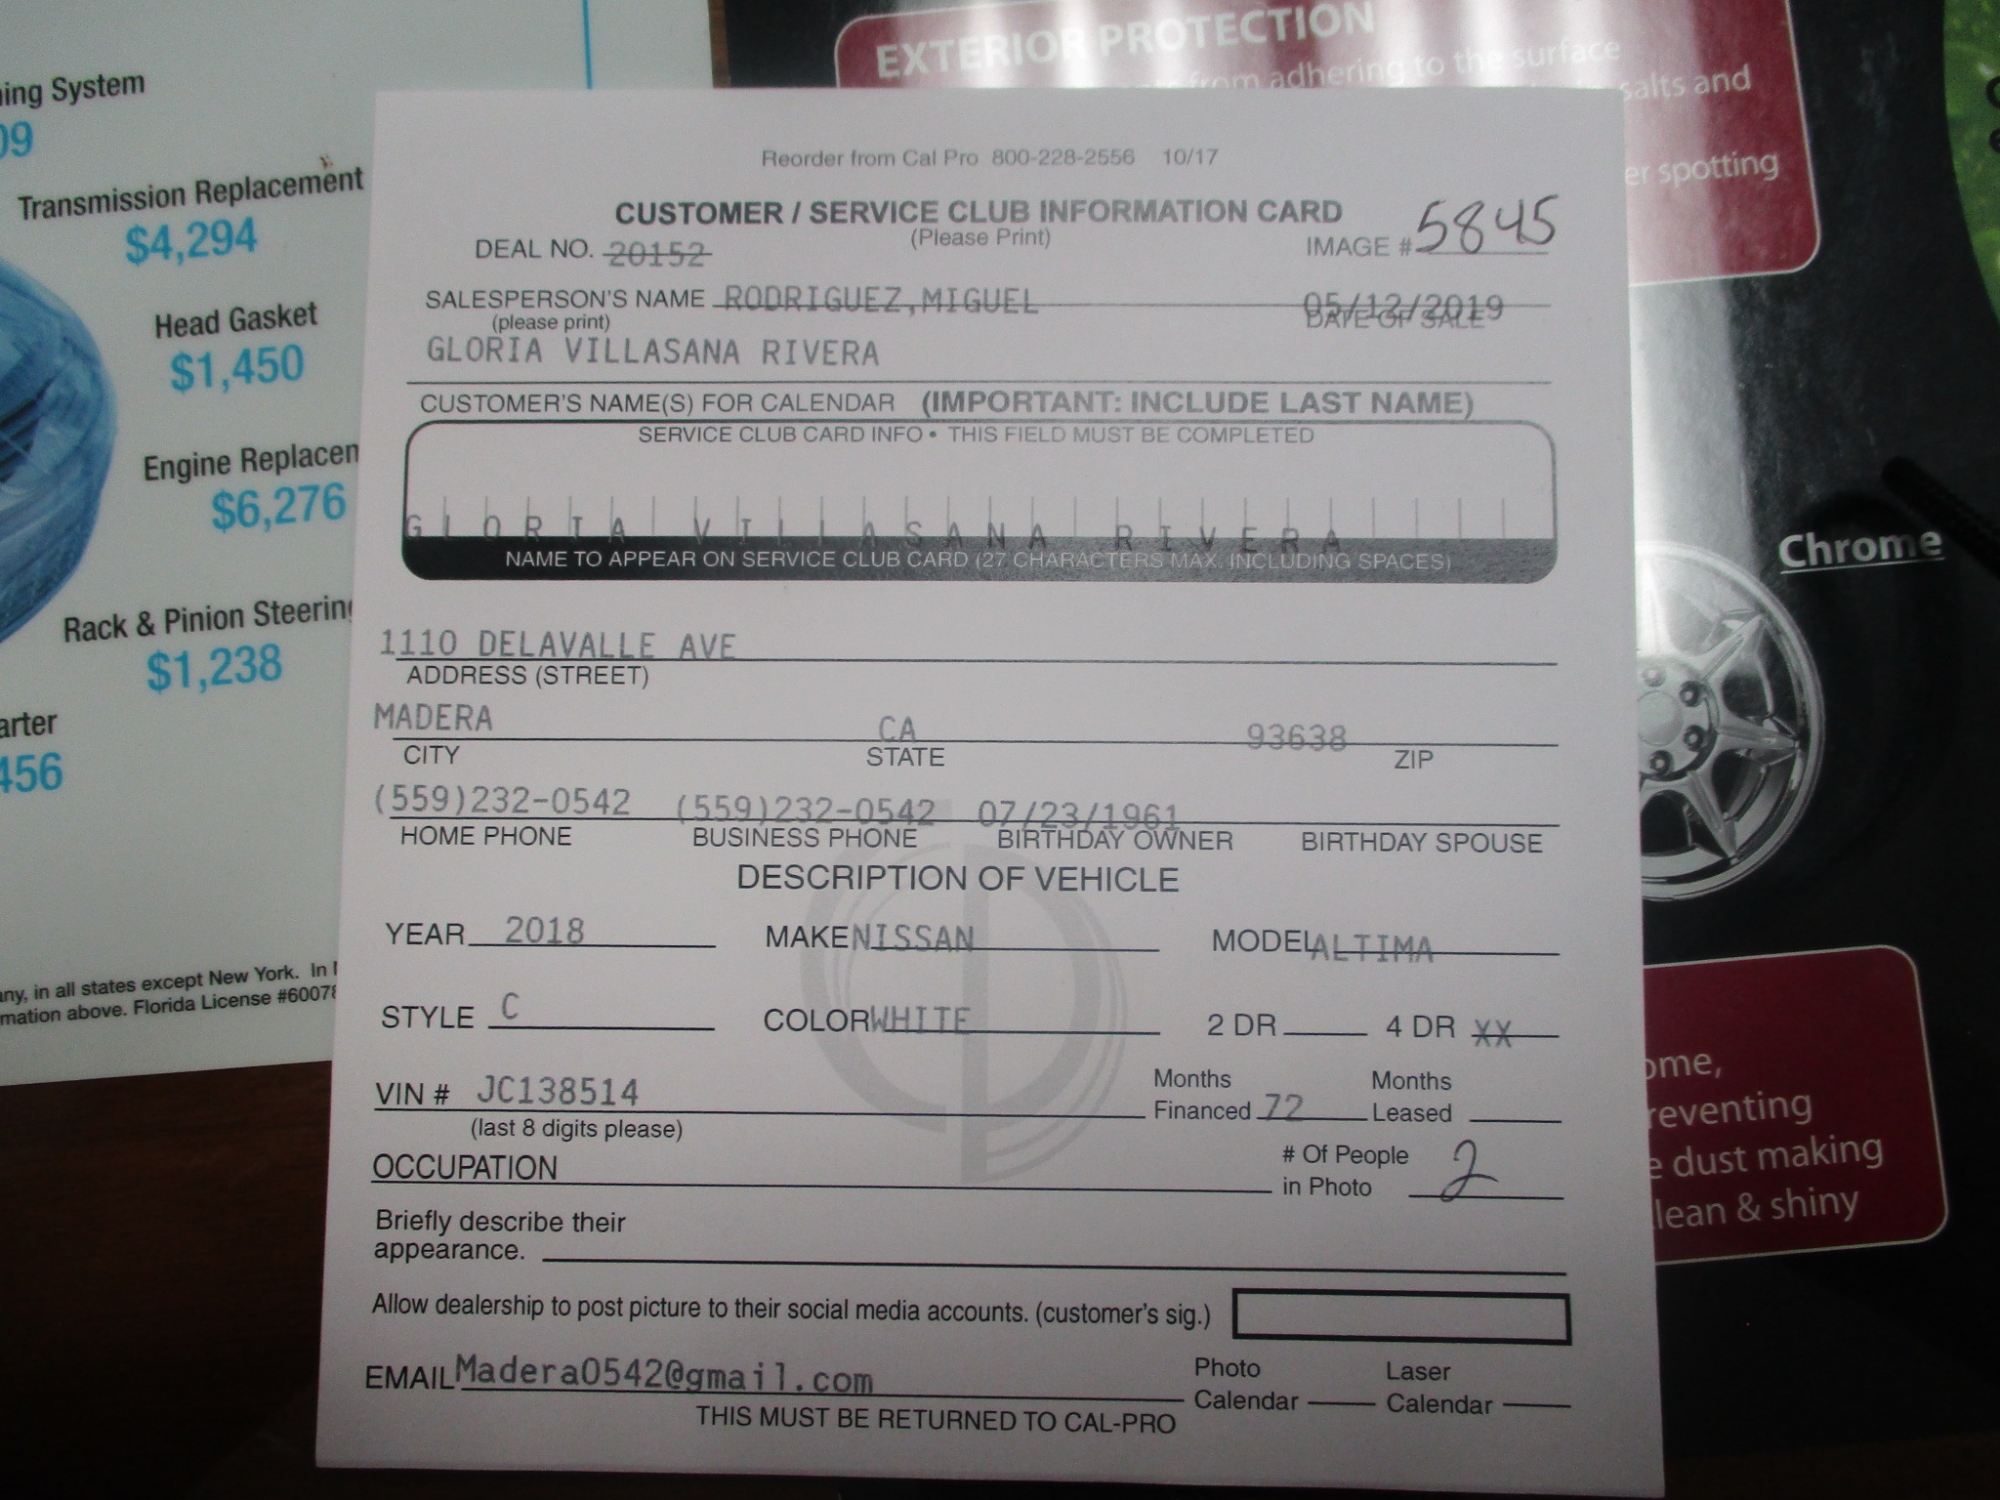 ing System
09
Transmission Replacement
$4,294
Head Gasket
$1,450
Engine Replacen
$6,276
Rack & Pinion Steering
$1,238
arter
456
any, in all states except New York. In
mation above. Florida License #6007
EXTERIOR PROTECTION
from adhering to the surface
salts and
er spotting
Chrome
ome,
reventing
e dust making
lean & shiny
Reorder from Cal Pro 800-228-2556 10/17
CUSTOMER / SERVICE CLUB INFORMATION CARD
(Please Print)
DEAL NO. 20152 IMAGE # 5845
SALESPERSON'S NAME RODRIGUEZ,MIGUEL 05/12/2019
(please print) DATE OF SALE
GLORIA VILLASANA RIVERA
CUSTOMER'S NAME(S) FOR CALENDAR (IMPORTANT: INCLUDE LAST NAME)
SERVICE CLUB CARD INFO • THIS FIELD MUST BE COMPLETED
GLORIA VILLASANA RIVERA
NAME TO APPEAR ON SERVICE CLUB CARD (27 CHARACTERS MAX. INCLUDING SPACES)
1110 DELAVALLE AVE
ADDRESS (STREET)
MADERA CA 93638
CITY STATE ZIP
(559)232-0542 (559)232-0542 07/23/1961
HOME PHONE BUSINESS PHONE BIRTHDAY OWNER BIRTHDAY SPOUSE
DESCRIPTION OF VEHICLE
YEAR 2018 MAKE NISSAN MODEL ALTIMA
STYLE C COLOR WHITE 2 DR 4 DR XX
VIN # JC138514 Months Financed 72 Months Leased
(last 8 digits please)
OCCUPATION # Of People in Photo 2
Briefly describe their
appearance.
Allow dealership to post picture to their social media accounts. (customer's sig.)
EMAIL Madera0542@gmail.com Photo Calendar Laser Calendar
THIS MUST BE RETURNED TO CAL-PRO